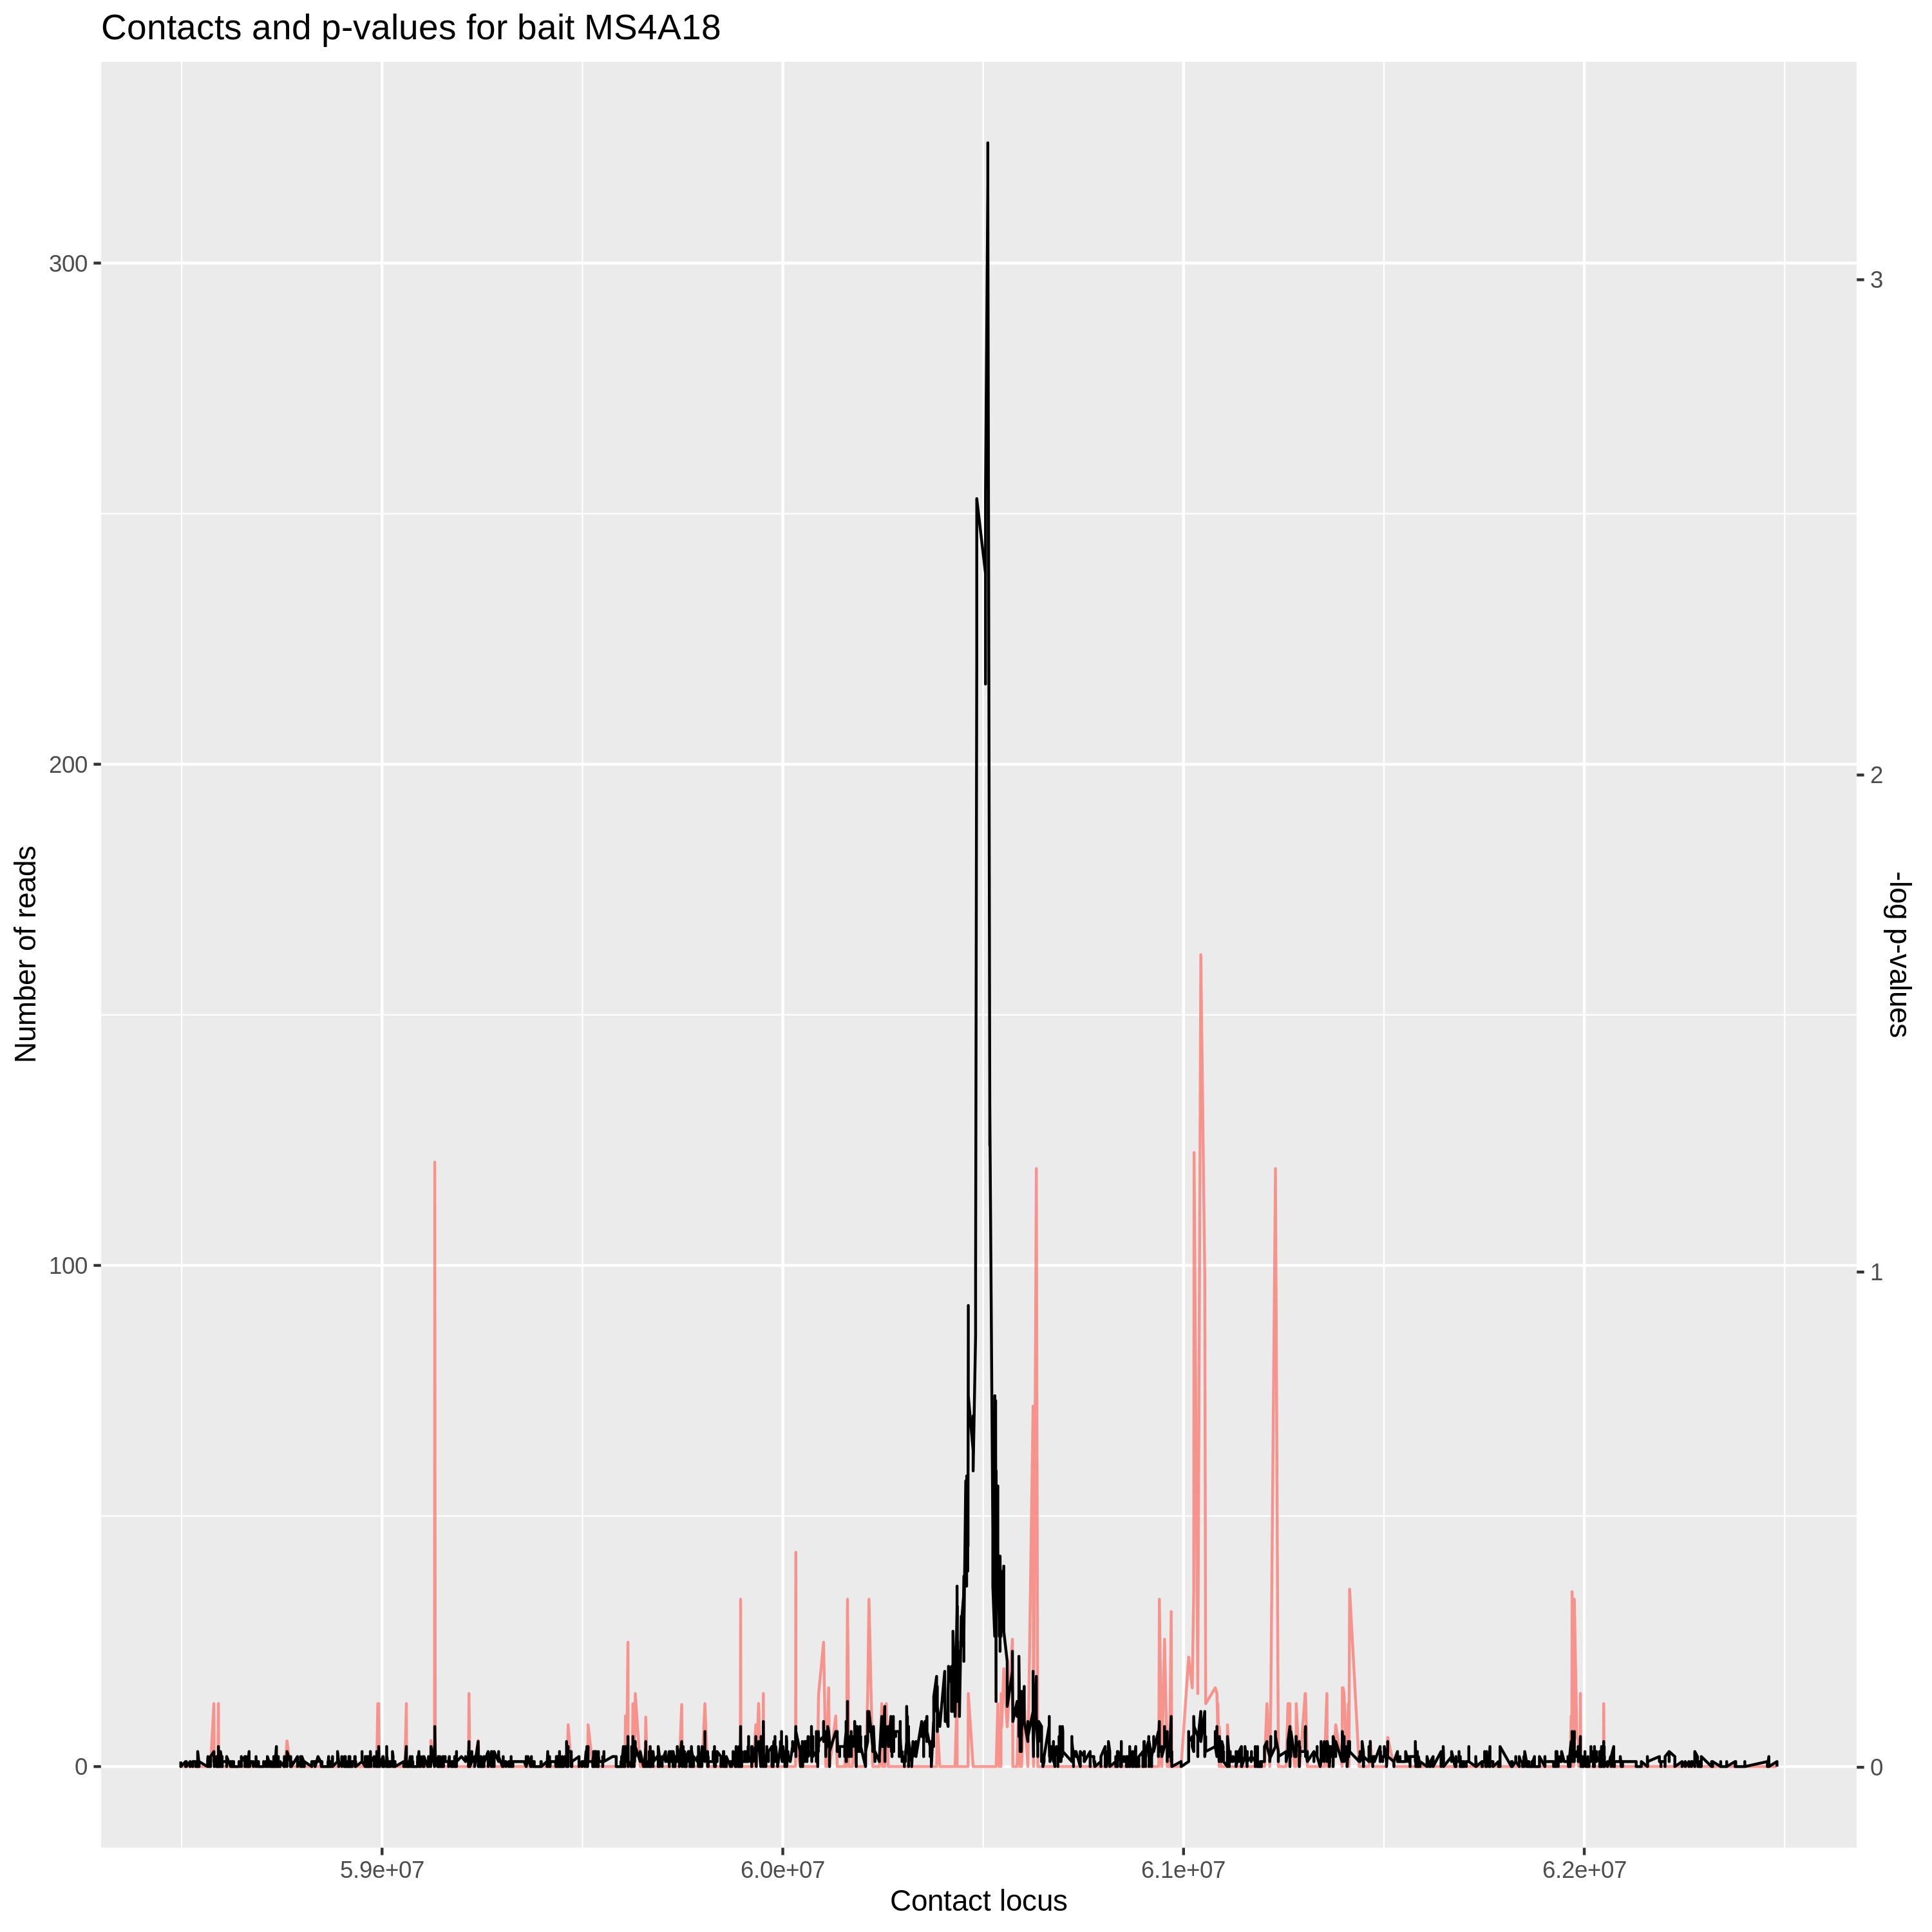 Contacts and p-values for bait MS4A18
300
200
100
0
3
2
1
0
Number of reads
-log p-values
5.9e+07 6.0e+07 6.1e+07 6.2e+07
Contact locus